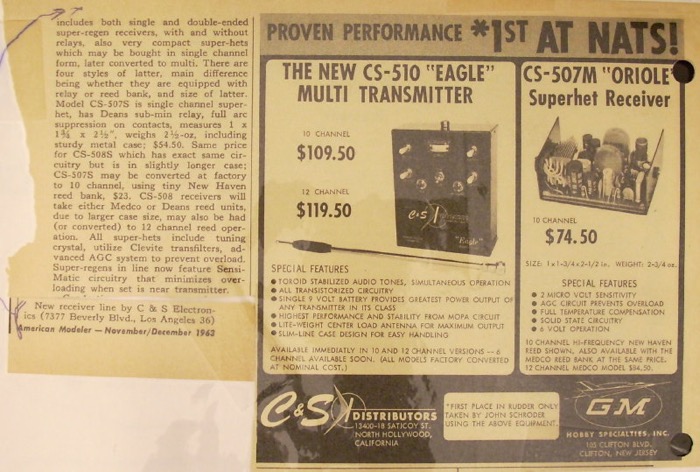 includes both single and double-ended
super-regen receivers, with and without
relays, also very compact super-hets
which may be bought in single channel
form, later converted to multi. There are
four styles of latter, main difference
being whether they are equipped with
relay or reed bank, and size of latter.
Model CS-507S is single channel super-
het, has Deans sub-min relay, full arc
suppression on contacts, measures 1 x
1¾ x 2½", weighs 2½-oz, including
sturdy metal case; $54.50. Same price
for CS-508S which has exact same cir-
cuitry but is in slightly longer case;
CS-507S may be converted at factory
to 10 channel, using tiny New Haven
reed bank, $23. CS-508 receivers will
take either Medco or Deans reed units,
due to larger case size, may also be had
(or converted) to 12 channel reed oper-
ation. All super-hets include tuning
crystal, utilize Clevite transfilters, ad-
vanced AGC system to prevent overload.
Super-regens in line now feature Sensi-
Matic circuitry that minimizes over-
loading when set is near transmitter.
New receiver line by C & S Electron-
ics (7377 Beverly Blvd., Los Angeles 36)
American Modeler — November/December 1963
PROVEN PERFORMANCE *1ST AT NATS!
THE NEW CS-510 "EAGLE"
MULTI TRANSMITTER
10 CHANNEL
$109.50
12 CHANNEL
$119.50
C&S
"Eagle"
SPECIAL FEATURES
● TOROID STABILIZED AUDIO TONES, SIMULTANEOUS OPERATION
● ALL TRANSISTORIZED CIRCUITRY
● SINGLE 9 VOLT BATTERY PROVIDES GREATEST POWER OUTPUT OF
ANY TRANSMITTER IN ITS CLASS
● HIGHEST PERFORMANCE AND STABILITY FROM MOPA CIRCUIT
● LITE-WEIGHT CENTER LOAD ANTENNA FOR MAXIMUM OUTPUT
● SLIM-LINE CASE DESIGN FOR EASY HANDLING
AVAILABLE IMMEDIATELY IN 10 AND 12 CHANNEL VERSIONS — 6
CHANNEL AVAILABLE SOON. (ALL MODELS FACTORY CONVERTED
AT NOMINAL COST.)
CS-507M "ORIOLE"
Superhet Receiver
10 CHANNEL
$74.50
SIZE: 1 x 1-3/4 x 2-1/2 in. WEIGHT: 2-3/4 oz.
SPECIAL FEATURES
● 2 MICRO VOLT SENSITIVITY
● AGC CIRCUIT PREVENTS OVERLOAD
● FULL TEMPERATURE COMPENSATION
● SOLID STATE CIRCUITRY
● 6 VOLT OPERATION
10 CHANNEL HI-FREQUENCY NEW HAVEN
REED SHOWN. ALSO AVAILABLE WITH THE
MEDCO REED BANK AT THE SAME PRICE.
12 CHANNEL MEDCO MODEL $84.50.
C&S DISTRIBUTORS
13400-18 SATICOY ST.
NORTH HOLLYWOOD,
CALIFORNIA
*FIRST PLACE IN RUDDER ONLY
TAKEN BY JOHN SCHRODER
USING THE ABOVE EQUIPMENT.
GM
HOBBY SPECIALTIES, INC.
105 CLIFTON BLVD.
CLIFTON, NEW JERSEY